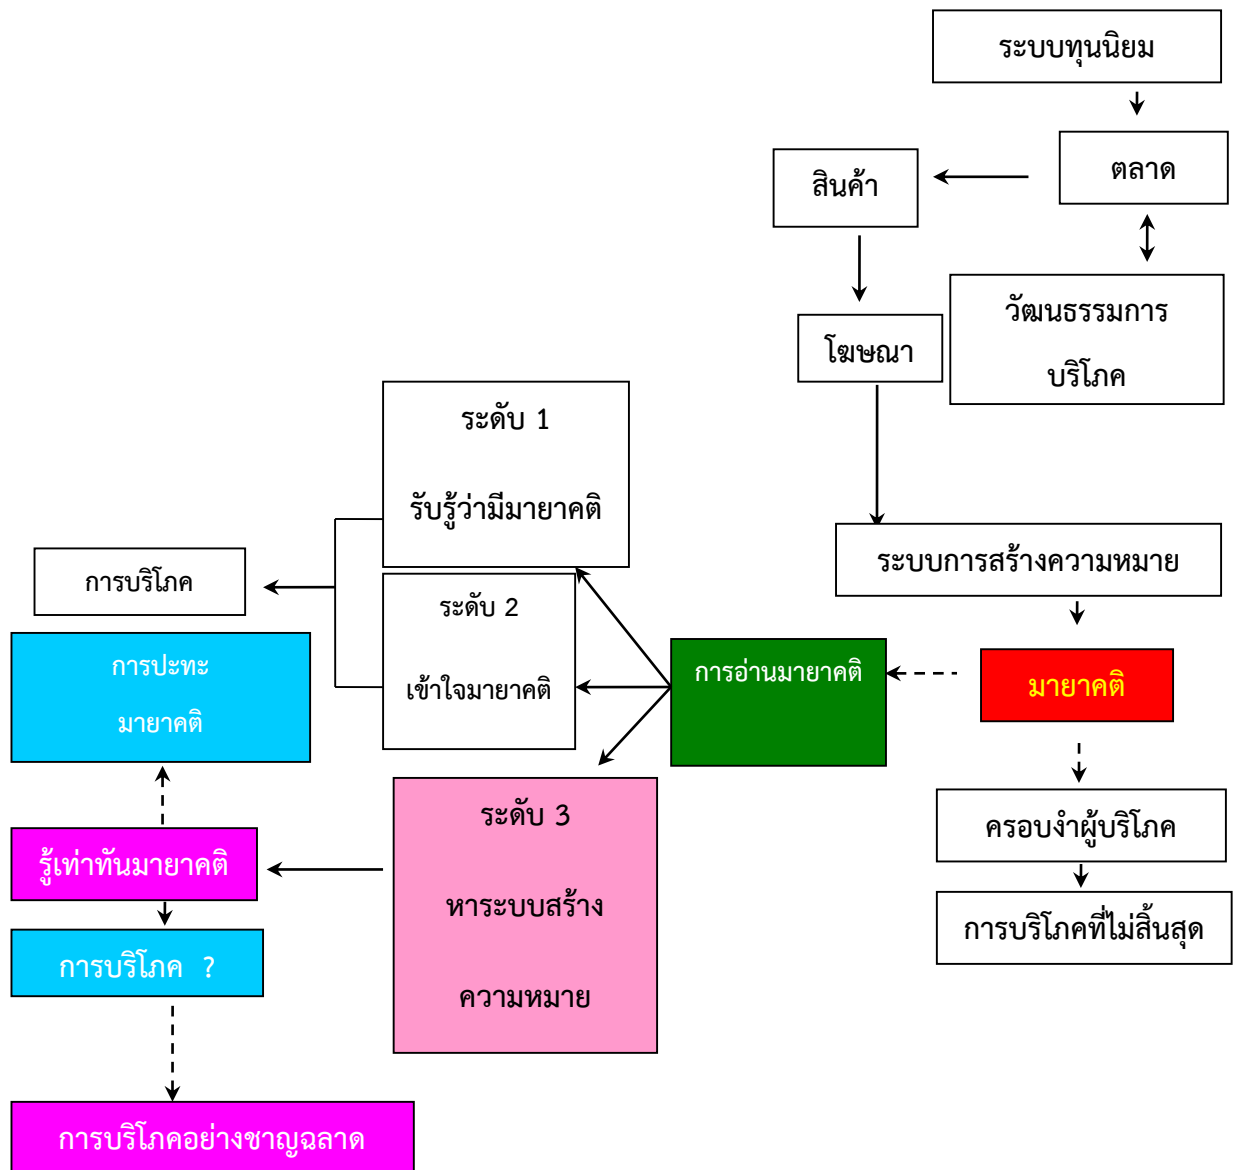 ระบบทุนนิยม
ตลาด
สินค้า
วัฒนธรรมการ
บริโภค
โฆษณา
ระดับ 1
รับรู้ว่ามีมายาคติ
ระบบการสร้างความหมาย
การบริโภค
ระดับ 2
เข้าใจมายาคติ
การอ่านมายาคติ
มายาคติ
การปะทะ
มายาคติ
ระดับ 3
หาระบบสร้าง
ความหมาย
ครอบงำผู้บริโภค
รู้เท่าทันมายาคติ
การบริโภคที่ไม่สิ้นสุด
การบริโภค ?
การบริโภคอย่างชาญฉลาด